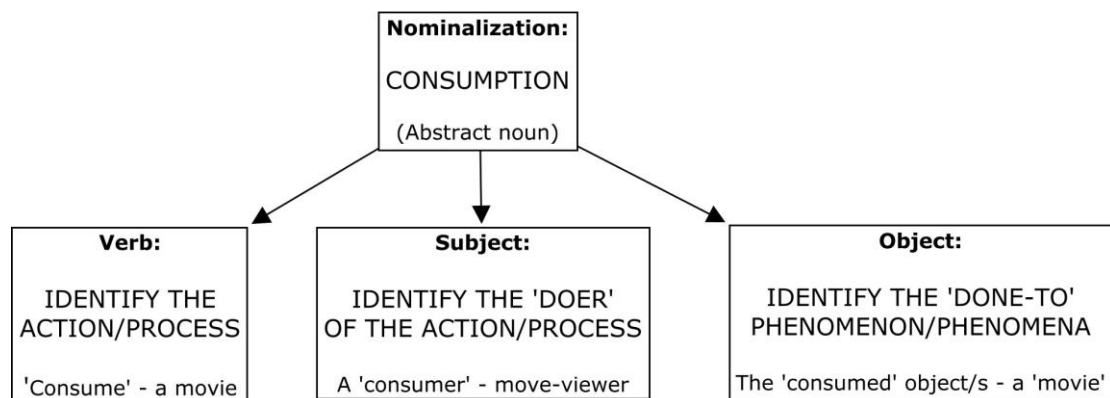 Nominalization:
CONSUMPTION
(Abstract noun)
Verb:
IDENTIFY THE
ACTION/PROCESS
'Consume' - a movie
Subject:
IDENTIFY THE 'DOER'
OF THE ACTION/PROCESS
A 'consumer' - move-viewer
Object:
IDENTIFY THE 'DONE-TO'
PHENOMENON/PHENOMENA
The 'consumed' object/s - a 'movie'